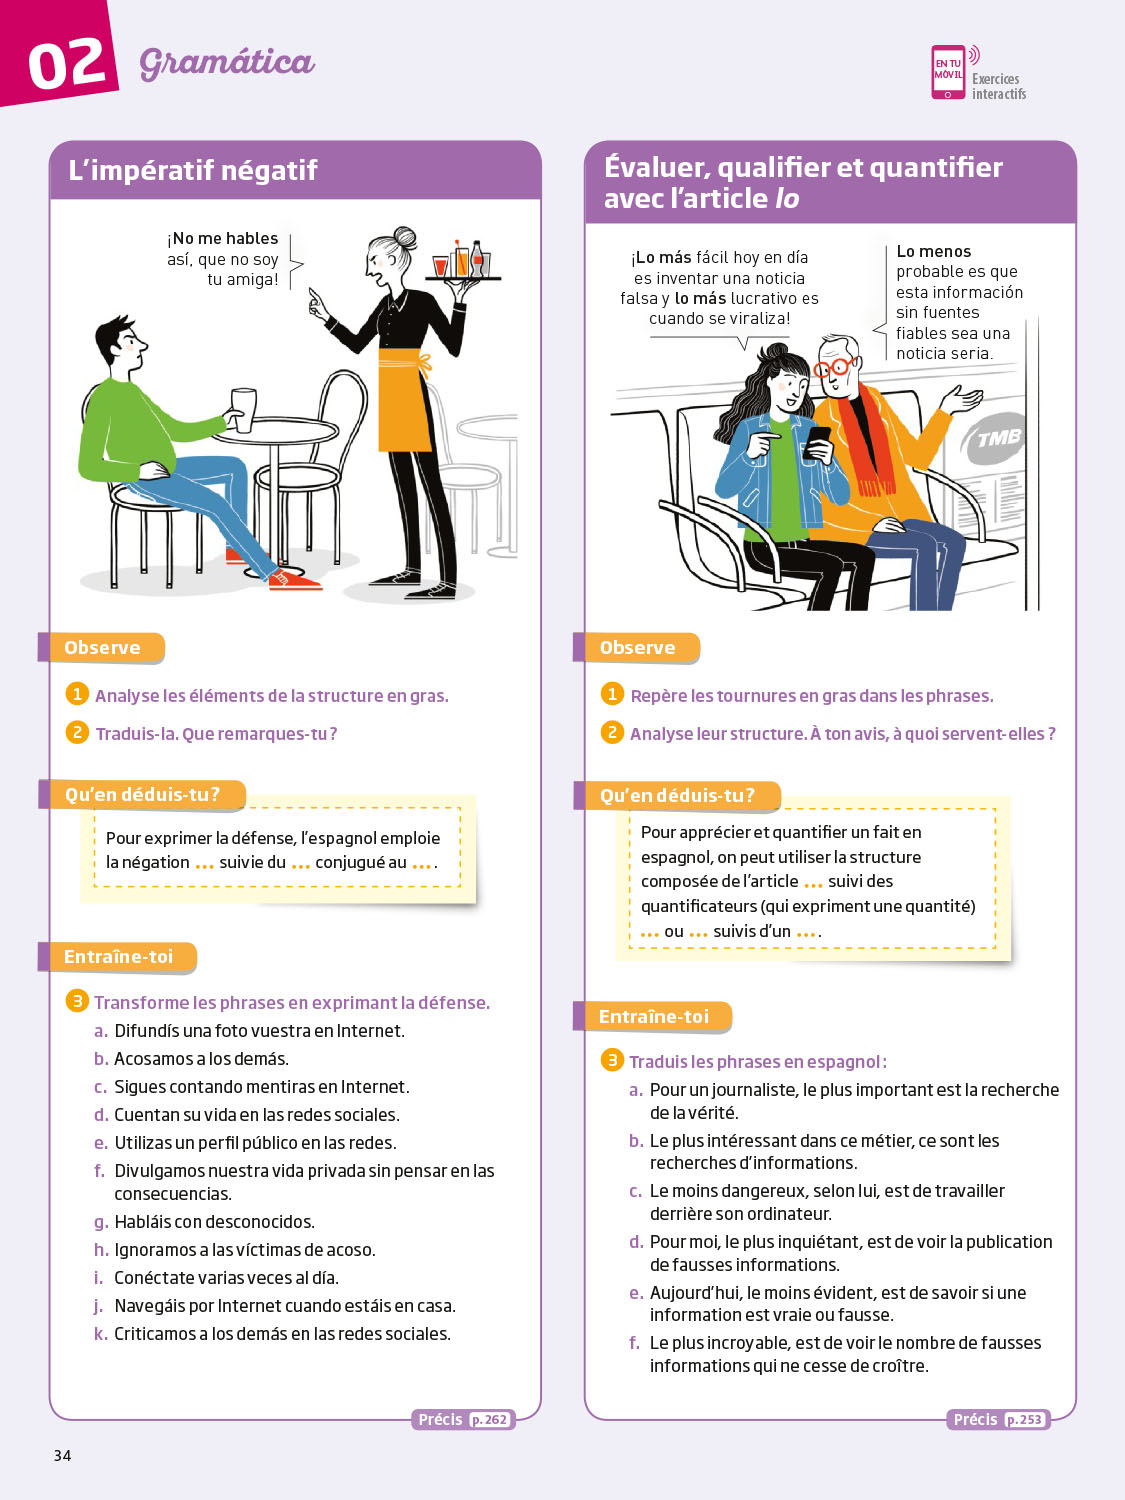 02
Gramática
EN TU
MÓVIL
Exercices
interactifs
L'impératif négatif
¡No me hables
así, que no soy
tu amiga!
Observe
1 Analyse les éléments de la structure en gras.
2 Traduis-la. Que remarques-tu ?
Qu'en déduis-tu ?
Pour exprimer la défense, l'espagnol emploie
la négation ... suivie du ... conjugué au ... .
Entraîne-toi
3 Transforme les phrases en exprimant la défense.
a. Difundís una foto vuestra en Internet.
b. Acosamos a los demás.
c. Sigues contando mentiras en Internet.
d. Cuentan su vida en las redes sociales.
e. Utilizas un perfil público en las redes.
f. Divulgamos nuestra vida privada sin pensar en las
consecuencias.
g. Habláis con desconocidos.
h. Ignoramos a las víctimas de acoso.
i. Conéctate varias veces al día.
j. Navegáis por Internet cuando estáis en casa.
k. Criticamos a los demás en las redes sociales.
Précis p. 262
Évaluer, qualifier et quantifier
avec l'article lo
¡Lo más fácil hoy en día
es inventar una noticia
falsa y lo más lucrativo es
cuando se viraliza!
Lo menos
probable es que
esta información
sin fuentes
fiables sea una
noticia seria.
TMB
Observe
1 Repère les tournures en gras dans les phrases.
2 Analyse leur structure. À ton avis, à quoi servent-elles ?
Qu'en déduis-tu ?
Pour apprécier et quantifier un fait en
espagnol, on peut utiliser la structure
composée de l'article ... suivi des
quantificateurs (qui expriment une quantité)
... ou ... suivis d'un ... .
Entraîne-toi
3 Traduis les phrases en espagnol :
a. Pour un journaliste, le plus important est la recherche
de la vérité.
b. Le plus intéressant dans ce métier, ce sont les
recherches d'informations.
c. Le moins dangereux, selon lui, est de travailler
derrière son ordinateur.
d. Pour moi, le plus inquiétant, est de voir la publication
de fausses informations.
e. Aujourd'hui, le moins évident, est de savoir si une
information est vraie ou fausse.
f. Le plus incroyable, est de voir le nombre de fausses
informations qui ne cesse de croître.
Précis p. 253
34